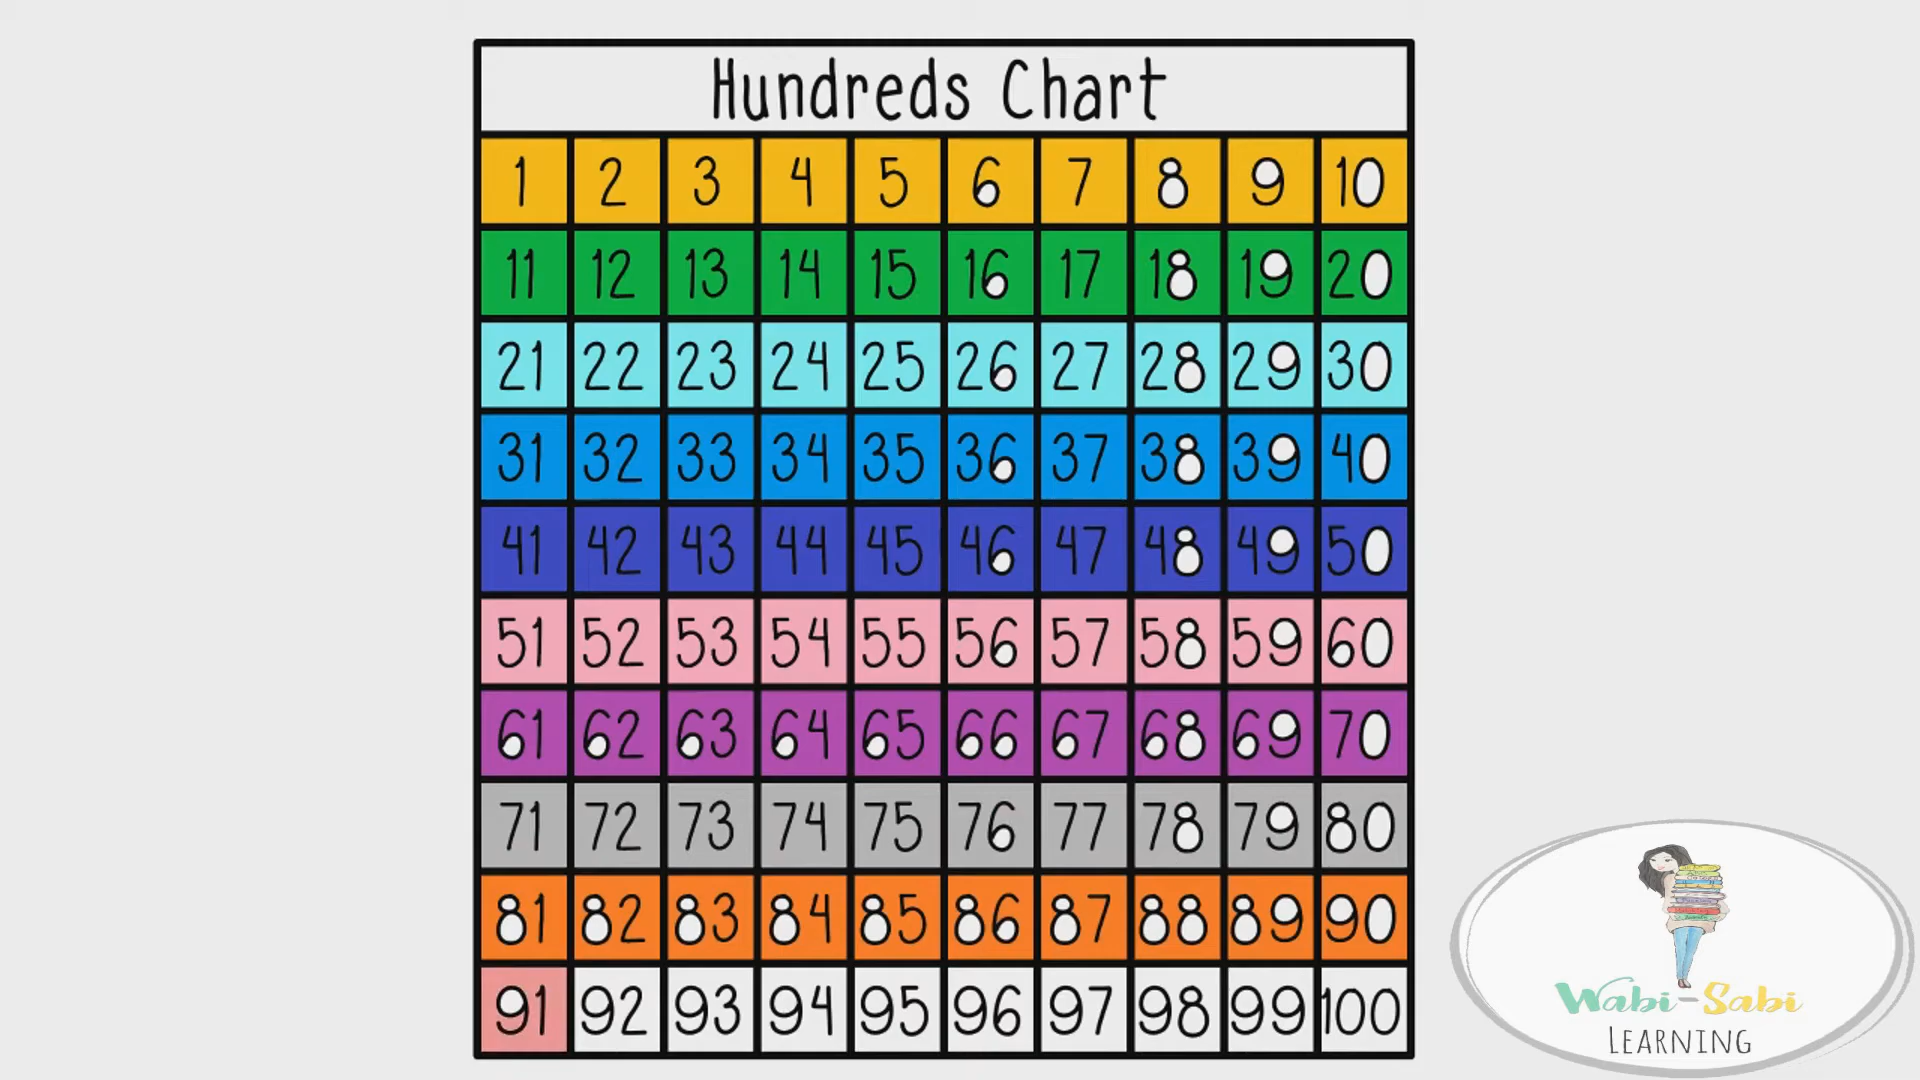 Hundreds Chart
1 2 3 4 5 6 7 8 9 10
11 12 13 14 15 16 17 18 19 20
21 22 23 24 25 26 27 28 29 30
31 32 33 34 35 36 37 38 39 40
41 42 43 44 45 46 47 48 49 50
51 52 53 54 55 56 57 58 59 60
61 62 63 64 65 66 67 68 69 70
71 72 73 74 75 76 77 78 79 80
81 82 83 84 85 86 87 88 89 90
91 92 93 94 95 96 97 98 99 100
Wabi-Sabi
LEARNING